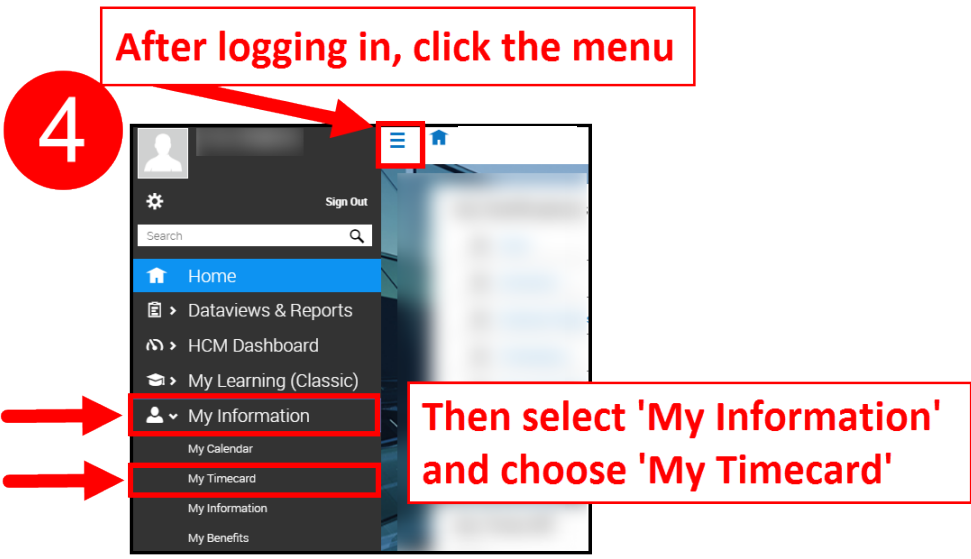 After logging in, click the menu
4
Sign Out
Search
Home
Dataviews & Reports
HCM Dashboard
My Learning (Classic)
My Information
My Calendar
My Timecard
My Information
My Benefits
Then select 'My Information'
and choose 'My Timecard'